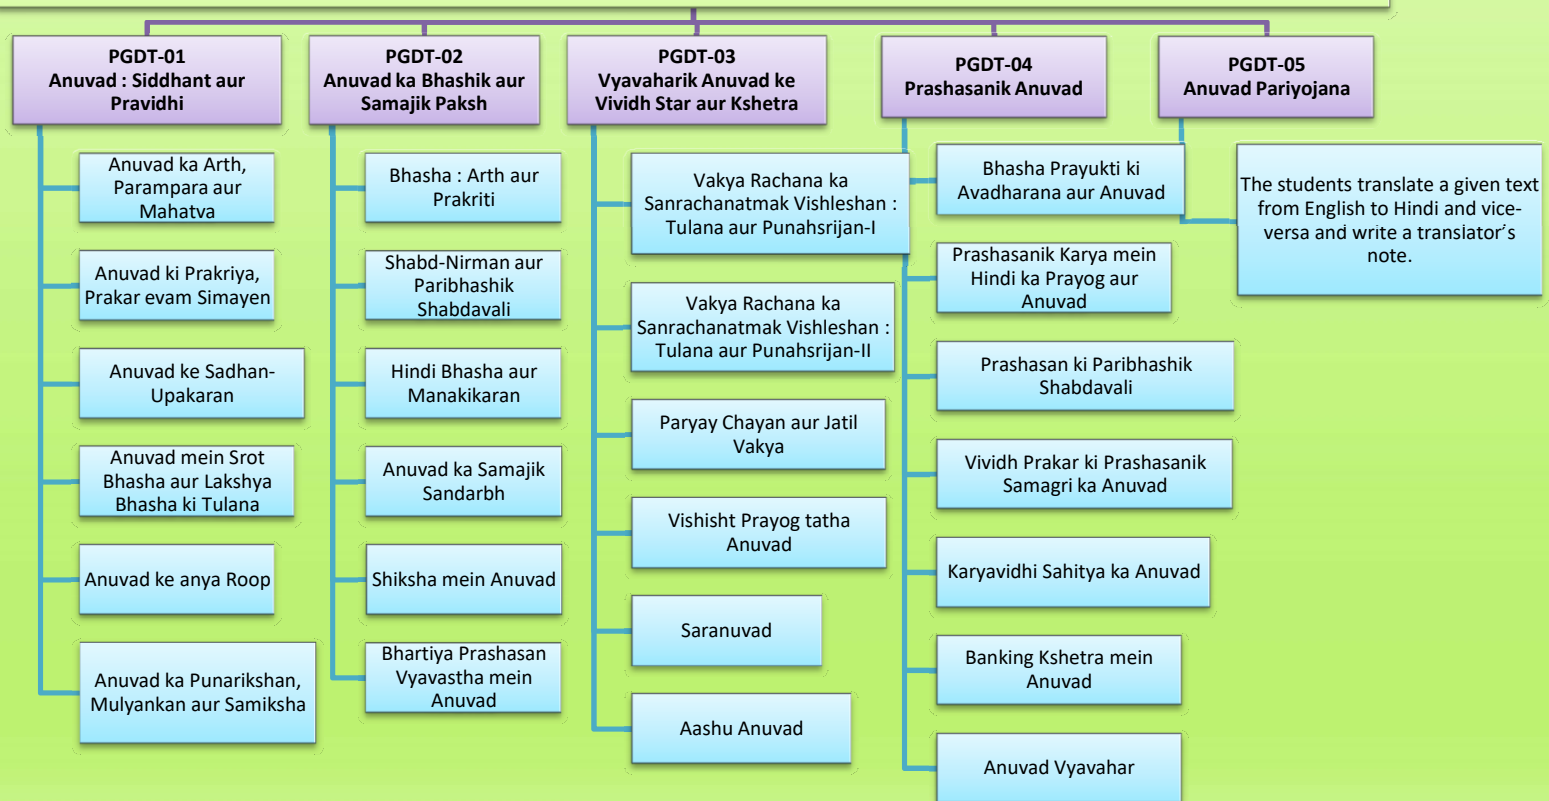 PGDT-01
Anuvad : Siddhant aur
Pravidhi
Anuvad ka Arth,
Parampara aur
Mahatva
Anuvad ki Prakriya,
Prakar evam Simayen
Anuvad ke Sadhan-
Upakaran
Anuvad mein Srot
Bhasha aur Lakshya
Bhasha ki Tulana
Anuvad ke anya Roop
Anuvad ka Punarikshan,
Mulyankan aur Samiksha
PGDT-02
Anuvad ka Bhashik aur
Samajik Paksh
Bhasha : Arth aur
Prakriti
Shabd-Nirman aur
Paribhashik
Shabdavali
Hindi Bhasha aur
Manakikaran
Anuvad ka Samajik
Sandarbh
Shiksha mein Anuvad
Bhartiya Prashasan
Vyavastha mein
Anuvad
PGDT-03
Vyavaharik Anuvad ke
Vividh Star aur Kshetra
Vakya Rachana ka
Sanrachanatmak Vishleshan :
Tulana aur Punahsrijan-I
Vakya Rachana ka
Sanrachanatmak Vishleshan :
Tulana aur Punahsrijan-II
Paryay Chayan aur Jatil
Vakya
Vishisht Prayog tatha
Anuvad
Saranuvad
Aashu Anuvad
PGDT-04
Prashasanik Anuvad
Bhasha Prayukti ki
Avadharana aur Anuvad
Prashasanik Karya mein
Hindi ka Prayog aur
Anuvad
Prashasan ki Paribhashik
Shabdavali
Vividh Prakar ki Prashasanik
Samagri ka Anuvad
Karyavidhi Sahitya ka Anuvad
Banking Kshetra mein
Anuvad
Anuvad Vyavahar
PGDT-05
Anuvad Pariyojana
The students translate a given text
from English to Hindi and vice-
versa and write a translator´s
note.